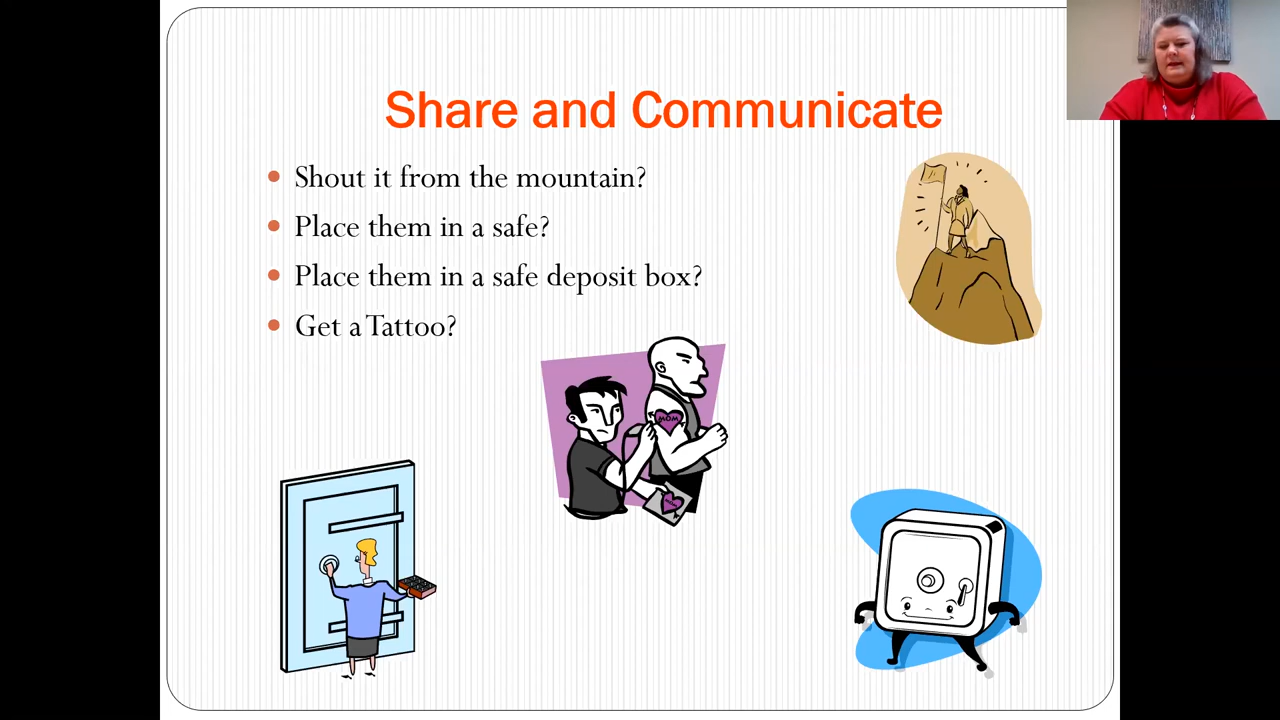 Share and Communicate
Shout it from the mountain?
Place them in a safe?
Place them in a safe deposit box?
Get a Tattoo?
MOM